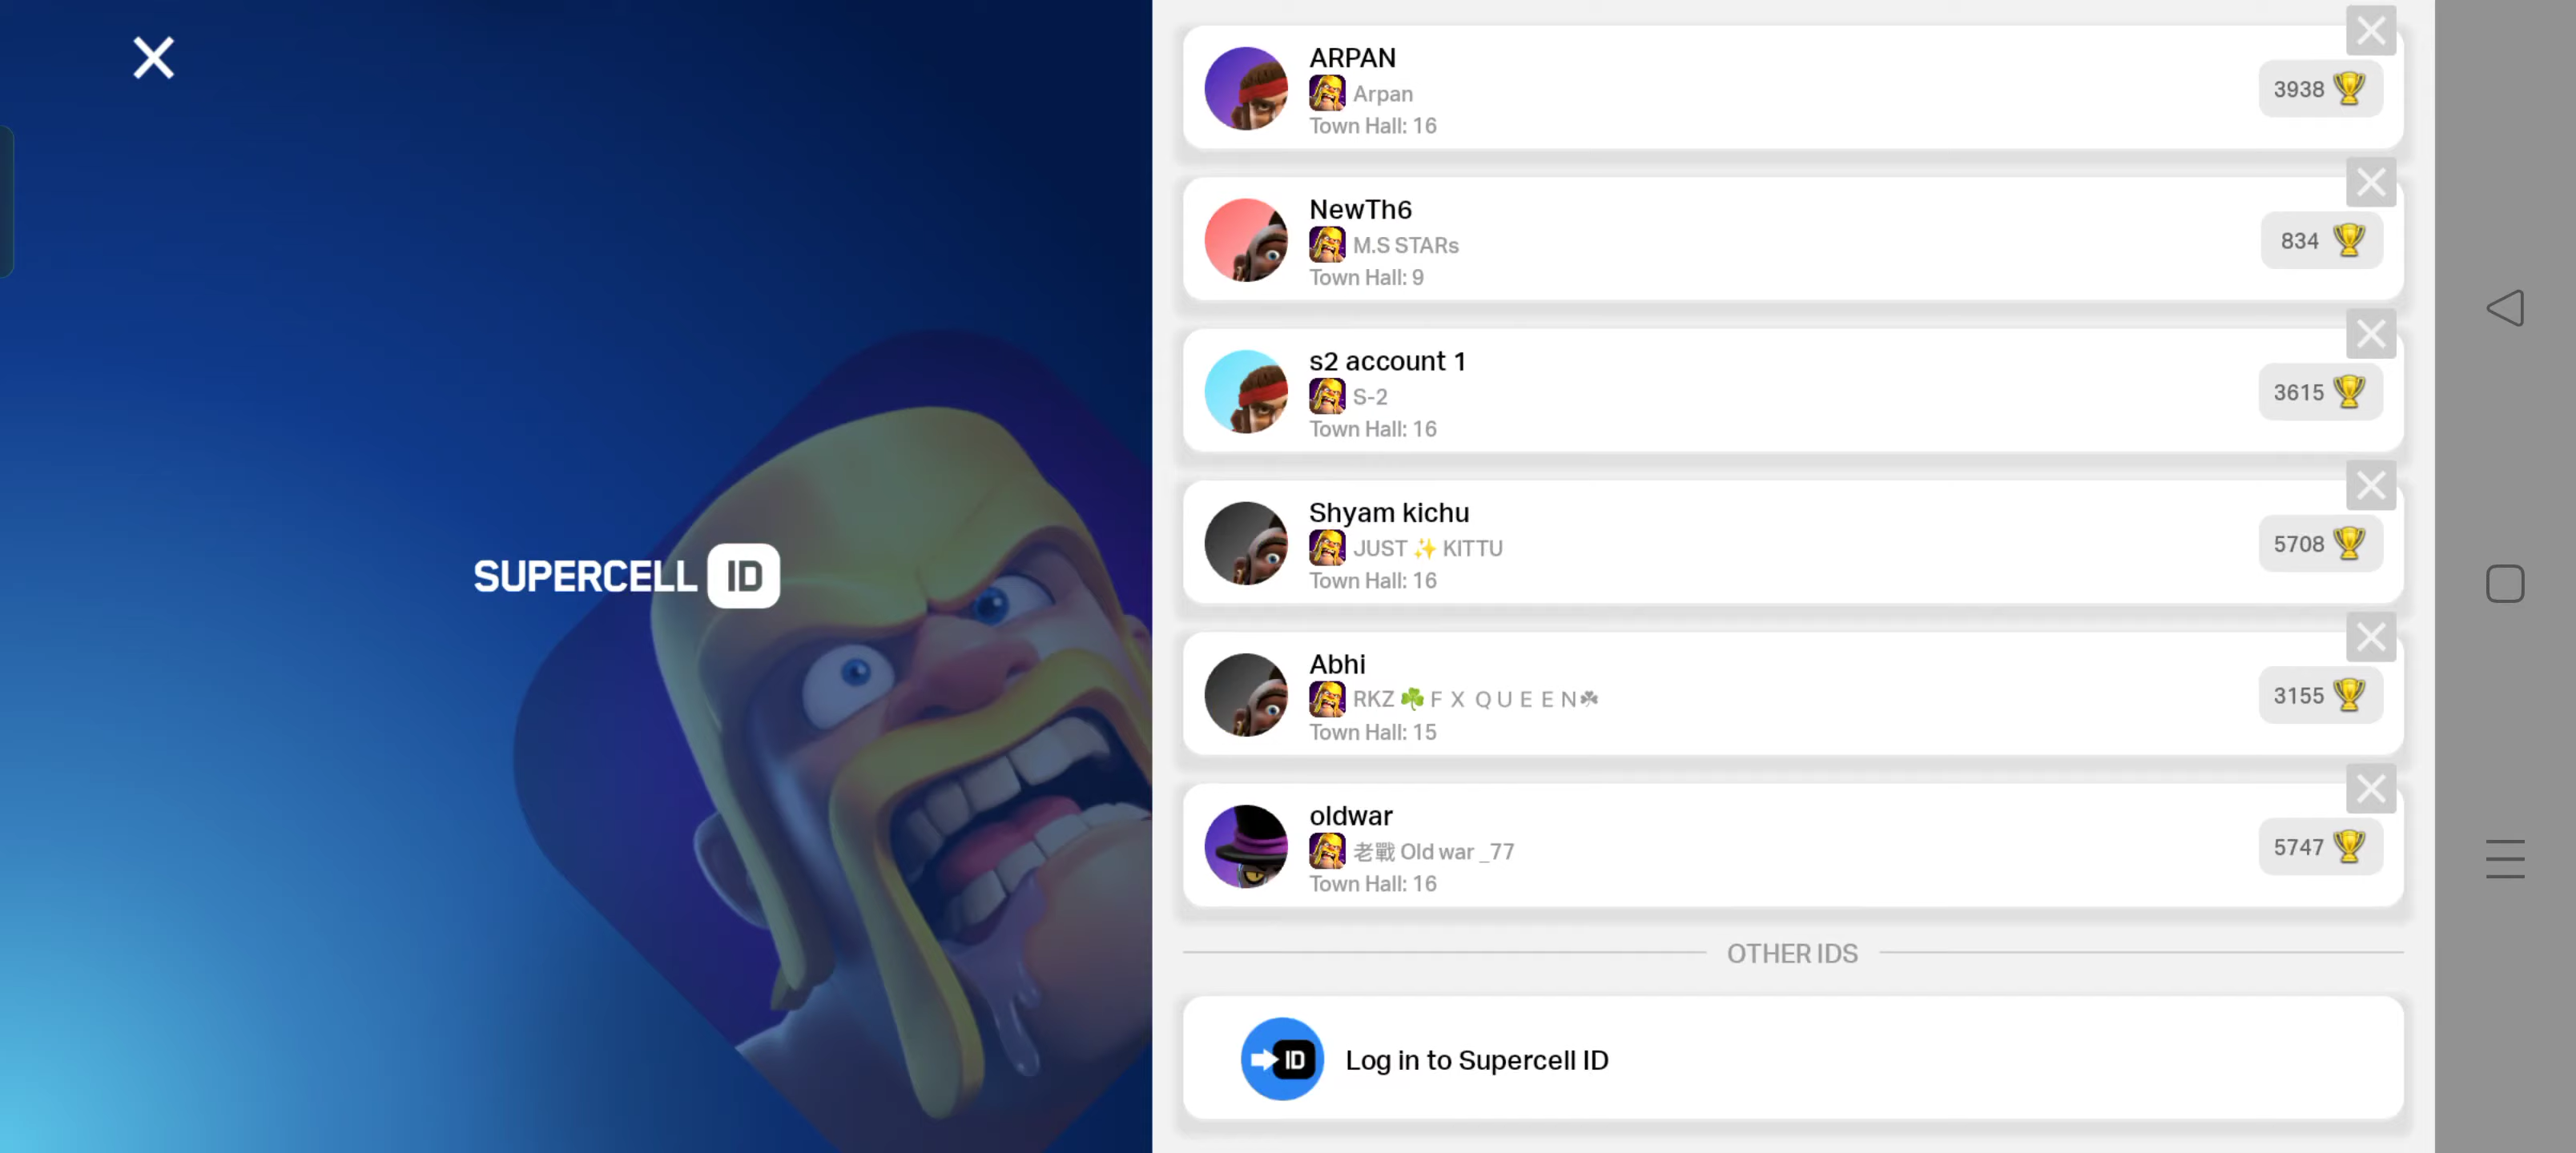 SUPERCELL ID
ARPAN
Arpan
Town Hall: 16
3938
NewTh6
M.S STARs
Town Hall: 9
834
s2 account 1
S-2
Town Hall: 16
3615
Shyam kichu
JUST ✨ KITTU
Town Hall: 16
5708
Abhi
RKZ ☘️ F X Q U E E N☘
Town Hall: 15
3155
oldwar
老戰 Old war _77
Town Hall: 16
5747
OTHER IDS
ID Log in to Supercell ID